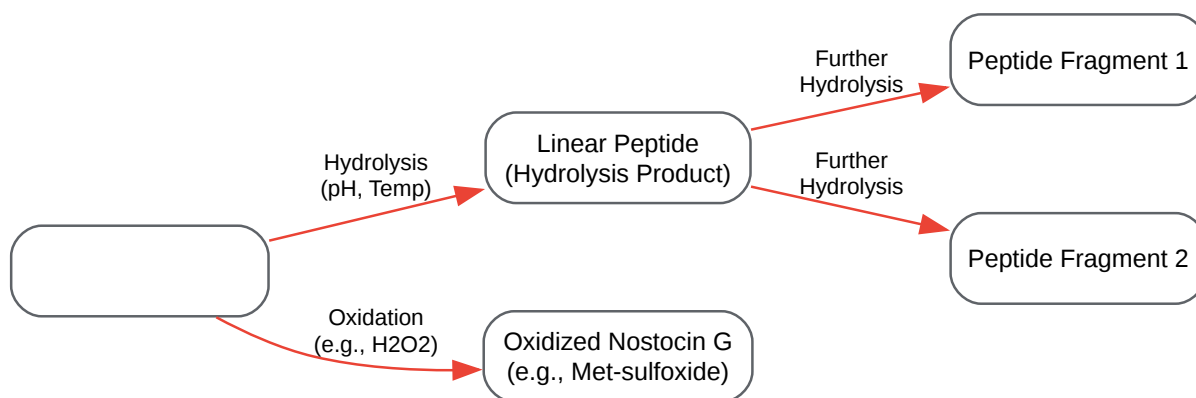 Hydrolysis
(pH, Temp)
Oxidation
(e.g., H2O2)
Linear Peptide
(Hydrolysis Product)
Oxidized Nostocin G
(e.g., Met-sulfoxide)
Further
Hydrolysis
Further
Hydrolysis
Peptide Fragment 1
Peptide Fragment 2